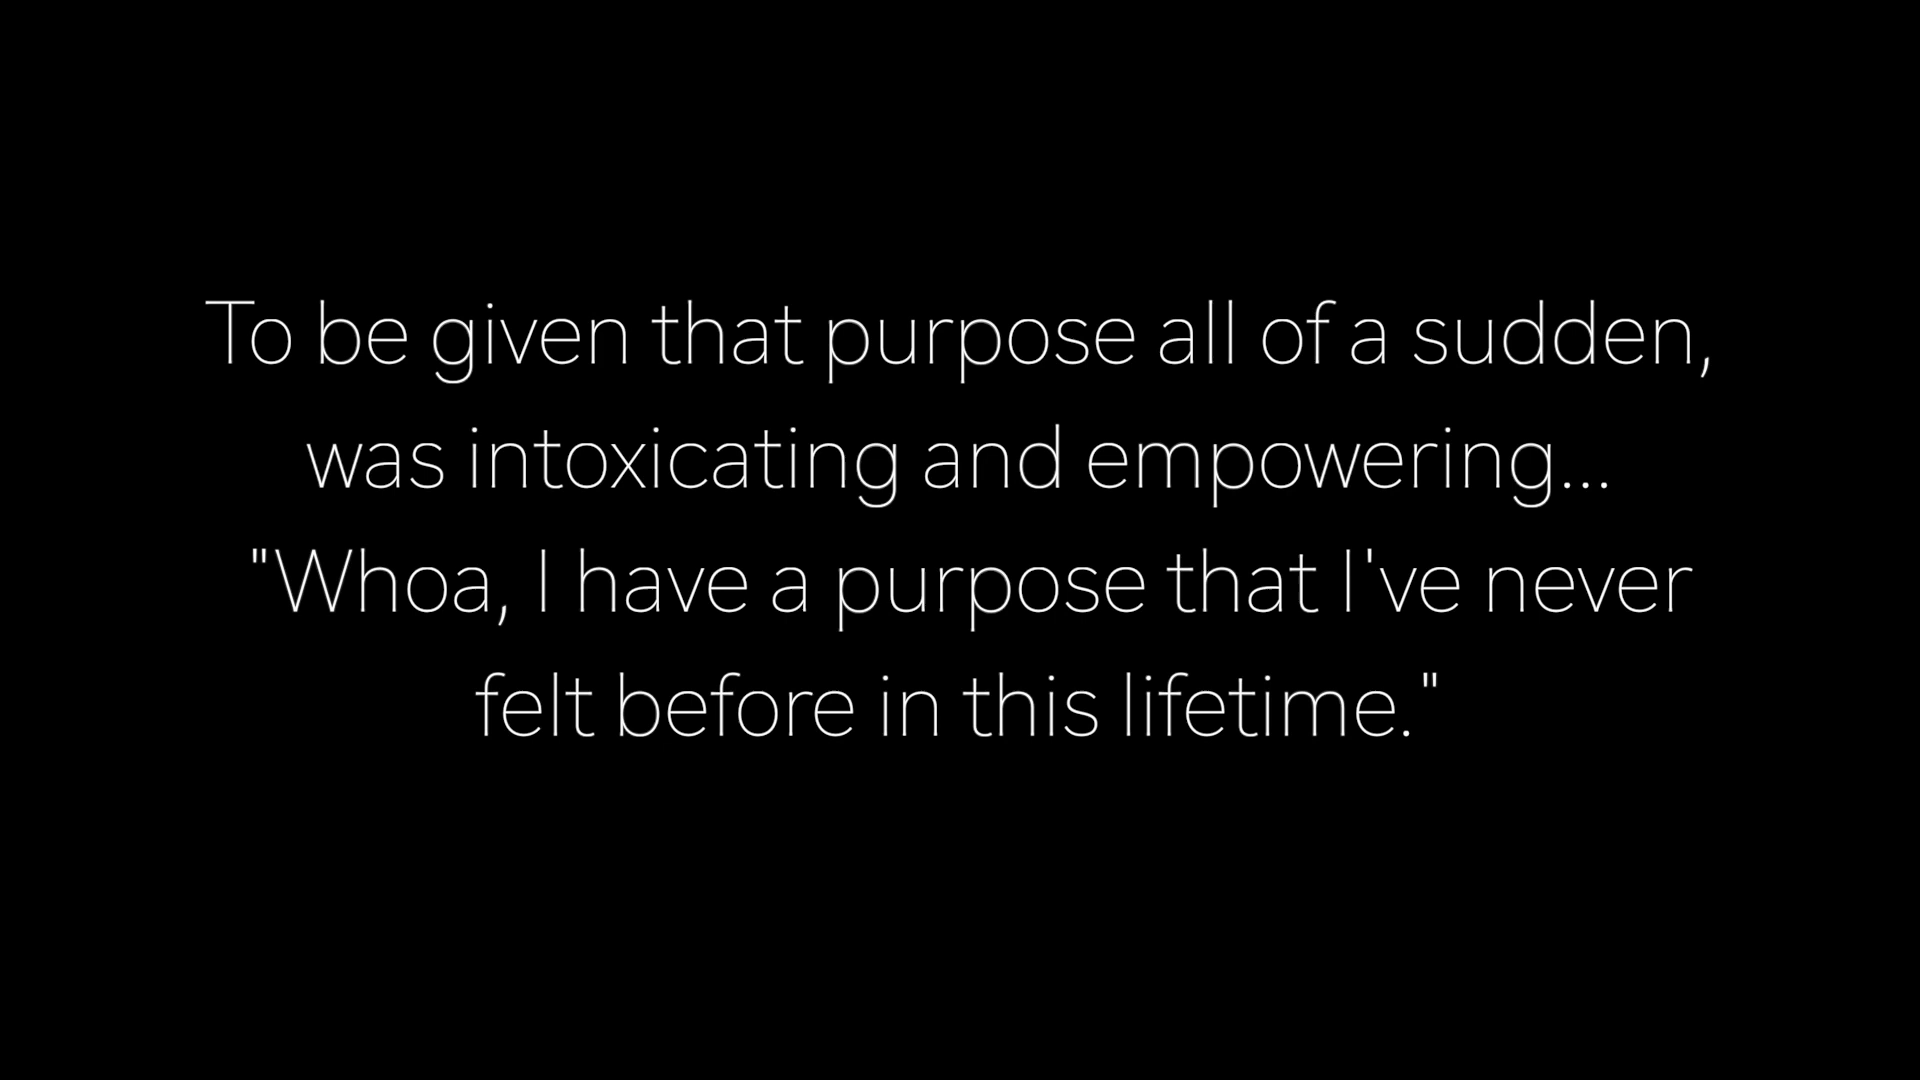 To be given that purpose all of a sudden,
was intoxicating and empowering...
"Whoa, I have a purpose that I've never
felt before in this lifetime."